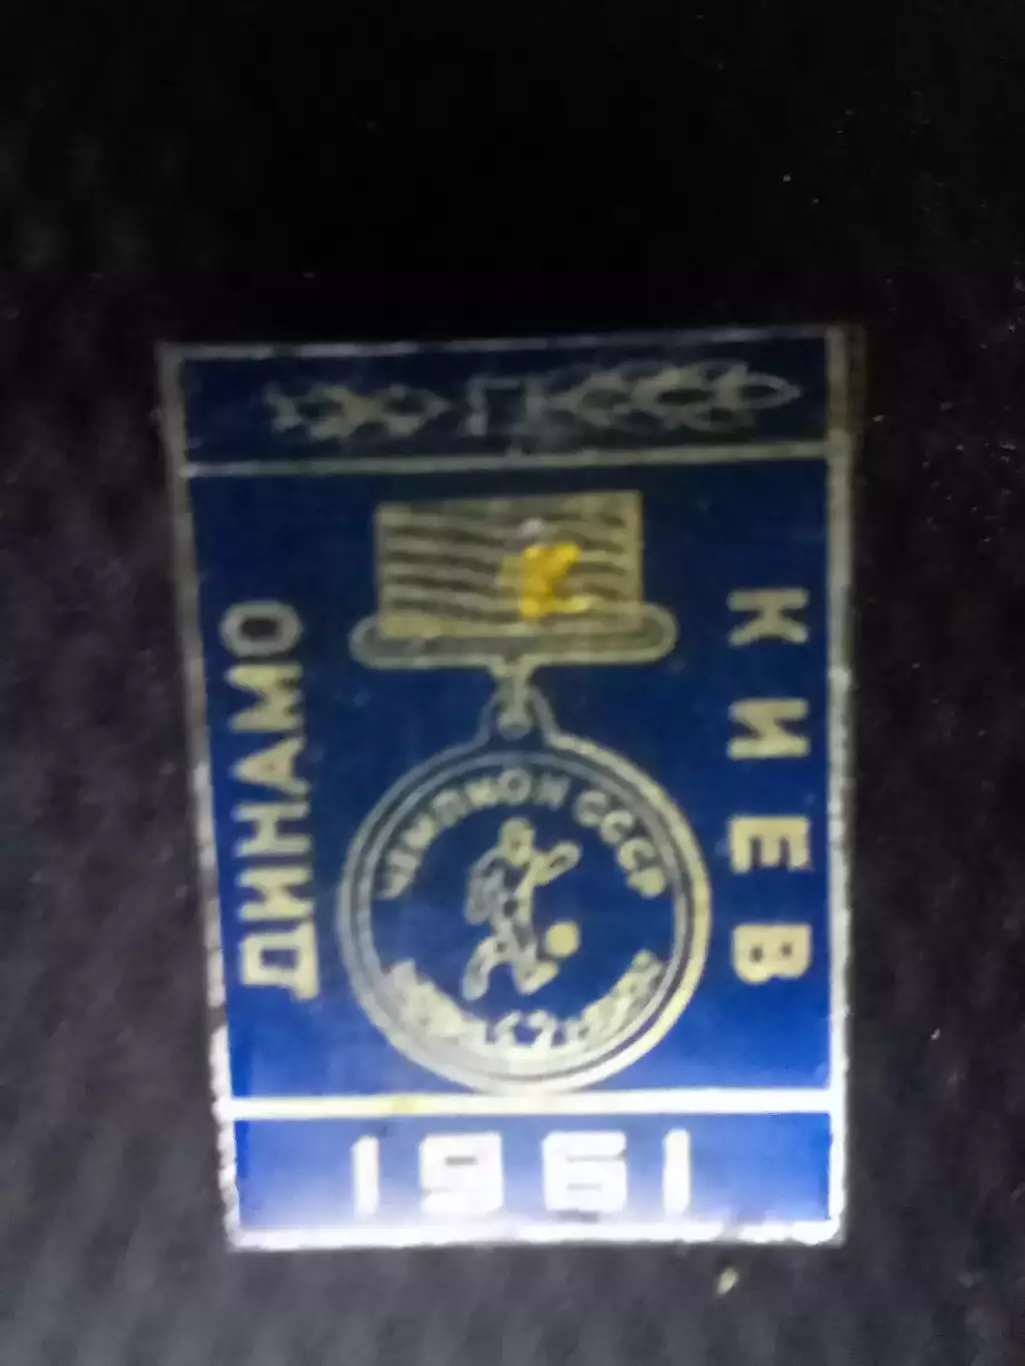 ДИНАМО
КИЕВ
ЧЕМПИОН СССР
1961